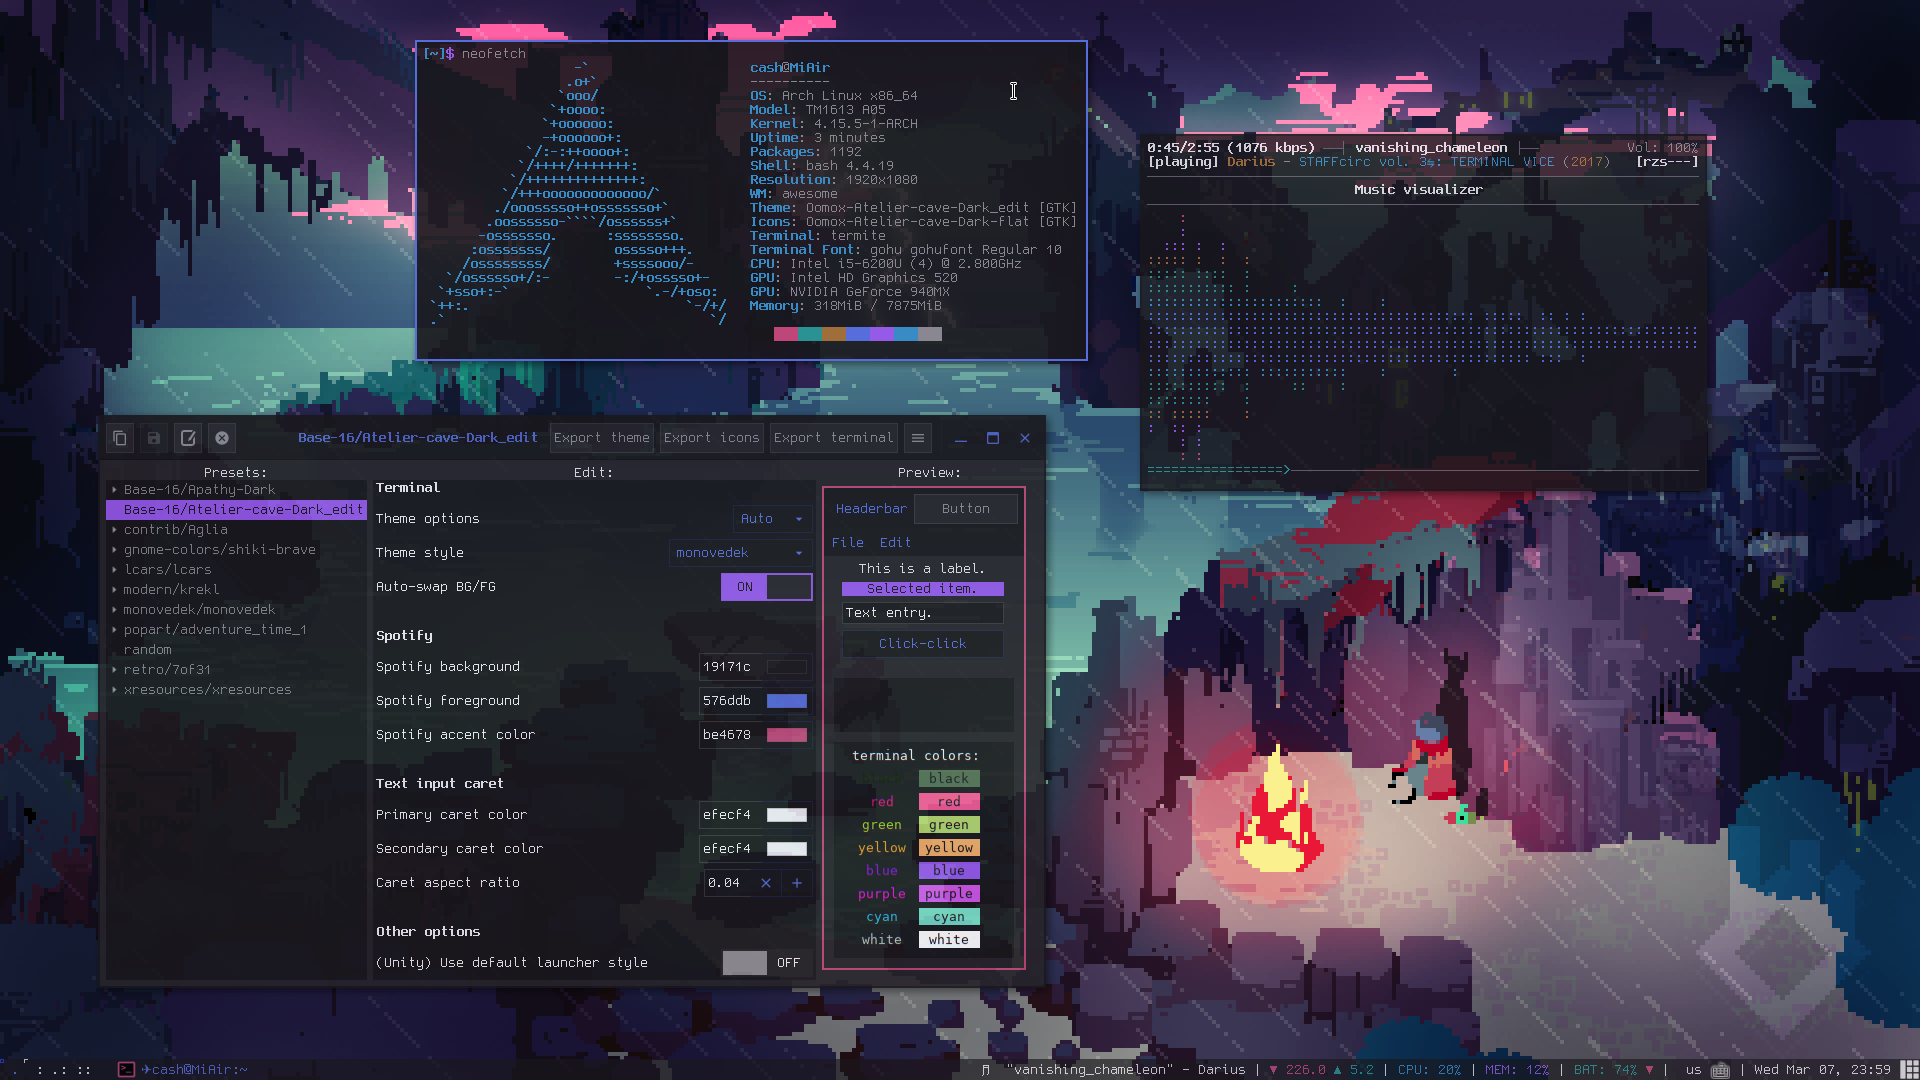 [~]$ neofetch
cash@MiAir
----------
OS: Arch Linux x86_64
Model: TM1613 A05
Kernel: 4.15.5-1-ARCH
Uptime: 3 minutes
Packages: 1192
Shell: bash 4.4.19
Resolution: 1920x1080
WM: awesome
Theme: Oomox-Atelier-cave-Dark_edit [GTK]
Icons: Oomox-Atelier-cave-Dark-flat [GTK]
Terminal: termite
Terminal Font: gohu gohufont Regular 10
CPU: Intel i5-6200U (4) @ 2.800GHz
GPU: Intel HD Graphics 520
GPU: NVIDIA GeForce 940MX
Memory: 318MiB / 7875MiB
0:45/2:55 (1076 kbps) ──┤ vanishing_chameleon ├── Vol: 100%
[playing] Darius - STAFFcirc vol. 3½: TERMINAL VICE (2017) [rzs---]
Music visualizer
Base-16/Atelier-cave-Dark_edit Export theme Export icons Export terminal
Presets:
Base-16/Apathy-Dark
Base-16/Atelier-cave-Dark_edit
contrib/Aglia
gnome-colors/shiki-brave
lcars/lcars
modern/krekl
monovedek/monovedek
popart/adventure_time_1
random
retro/7of31
xresources/xresources
Edit:
Terminal
Theme options Auto
Theme style monovedek
Auto-swap BG/FG ON
Spotify
Spotify background 19171c
Spotify foreground 576ddb
Spotify accent color be4678
Text input caret
Primary caret color efecf4
Secondary caret color efecf4
Caret aspect ratio 0.04
Other options
(Unity) Use default launcher style OFF
Preview:
Headerbar Button
File Edit
This is a label.
Selected item.
Text entry.
Click-click
terminal colors:
black
red red
green green
yellow yellow
blue blue
purple purple
cyan cyan
white white
cash@MiAir:~
"vanishing_chameleon" - Darius | ▼ 226.0 ▲ 5.2 | CPU: 20% | MEM: 12% | BAT: 74% ▼ | us | Wed Mar 07, 23:59